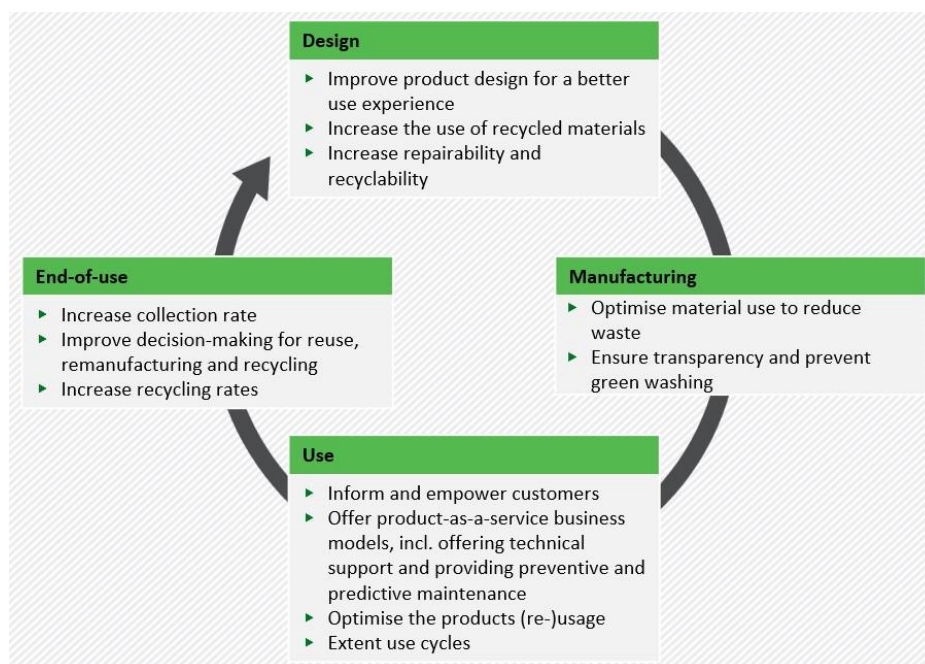 Design
Improve product design for a better
use experience
Increase the use of recycled materials
Increase repairability and
recyclability
End-of-use
Increase collection rate
Improve decision-making for reuse,
remanufacturing and recycling
Increase recycling rates
Manufacturing
Optimise material use to reduce
waste
Ensure transparency and prevent
green washing
Use
Inform and empower customers
Offer product-as-a-service business
models, incl. offering technical
support and providing preventive and
predictive maintenance
Optimise the products (re-)usage
Extent use cycles